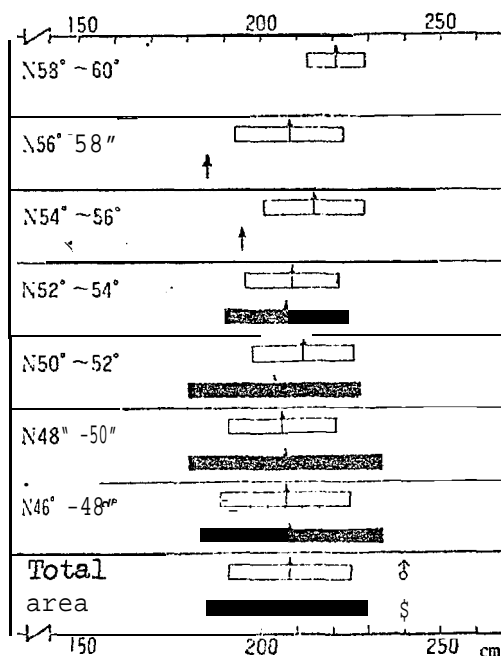 150 200 250
N58° ~60°
N56° 58"
N54° ~56°
N52° ~54°
N50° ~52°
N48" -50"
N46° -48
Total
area
♂
$
150 200 250 cm